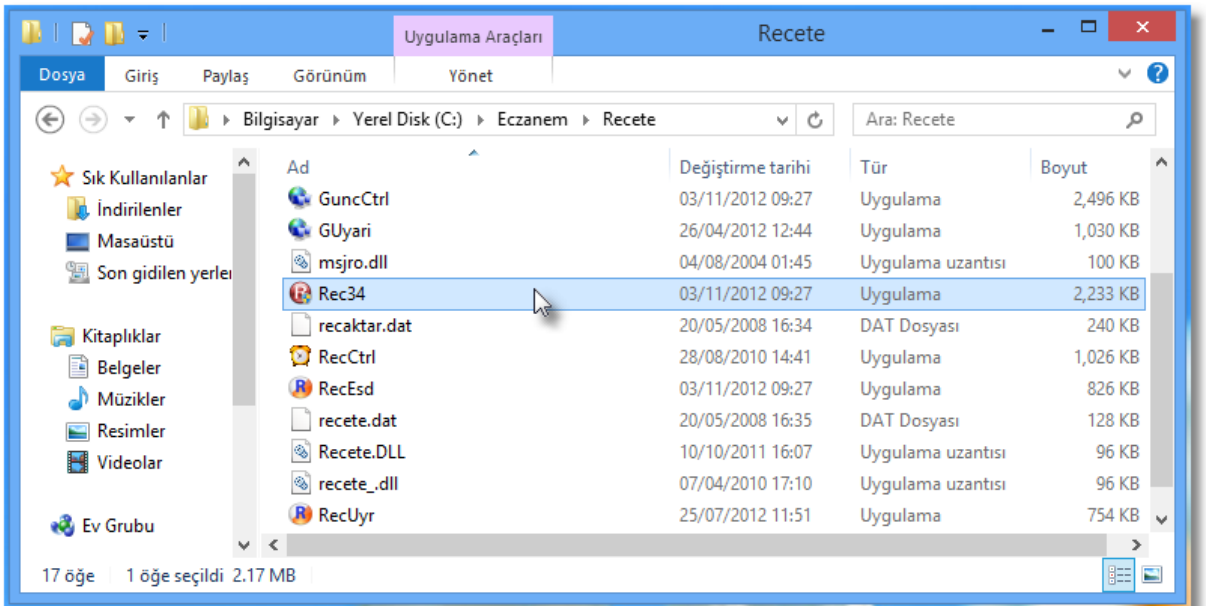 Uygulama Araçları
Recete
Dosya Giriş Paylaş Görünüm Yönet
Bilgisayar Yerel Disk (C:) Eczanem Recete Ara: Recete
Sık Kullanılanlar
İndirilenler
Masaüstü
Son gidilen yerler
Kitaplıklar
Belgeler
Müzikler
Resimler
Videolar
Ev Grubu
Ad Değiştirme tarihi Tür Boyut
GuncCtrl 03/11/2012 09:27 Uygulama 2,496 KB
GUyari 26/04/2012 12:44 Uygulama 1,030 KB
msjro.dll 04/08/2004 01:45 Uygulama uzantısı 100 KB
Rec34 03/11/2012 09:27 Uygulama 2,233 KB
recaktar.dat 20/05/2008 16:34 DAT Dosyası 240 KB
RecCtrl 28/08/2010 14:41 Uygulama 1,026 KB
RecEsd 03/11/2012 09:27 Uygulama 826 KB
recete.dat 20/05/2008 16:35 DAT Dosyası 128 KB
Recete.DLL 10/10/2011 16:07 Uygulama uzantısı 96 KB
recete_.dll 07/04/2010 17:10 Uygulama uzantısı 96 KB
RecUyr 25/07/2012 11:51 Uygulama 754 KB
17 öğe 1 öğe seçildi 2.17 MB